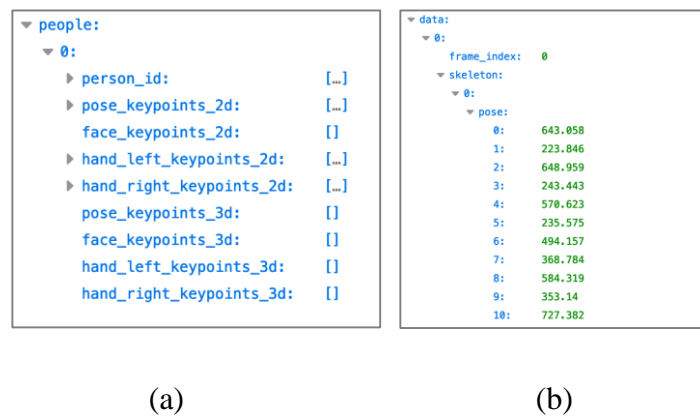 people:
0:
person_id: […]
pose_keypoints_2d: […]
face_keypoints_2d: []
hand_left_keypoints_2d: […]
hand_right_keypoints_2d: […]
pose_keypoints_3d: []
face_keypoints_3d: []
hand_left_keypoints_3d: []
hand_right_keypoints_3d: []
(a)
data:
0:
frame_index: 0
skeleton:
0:
pose:
0: 643.058
1: 223.846
2: 648.959
3: 243.443
4: 570.623
5: 235.575
6: 494.157
7: 368.784
8: 584.319
9: 353.14
10: 727.382
(b)